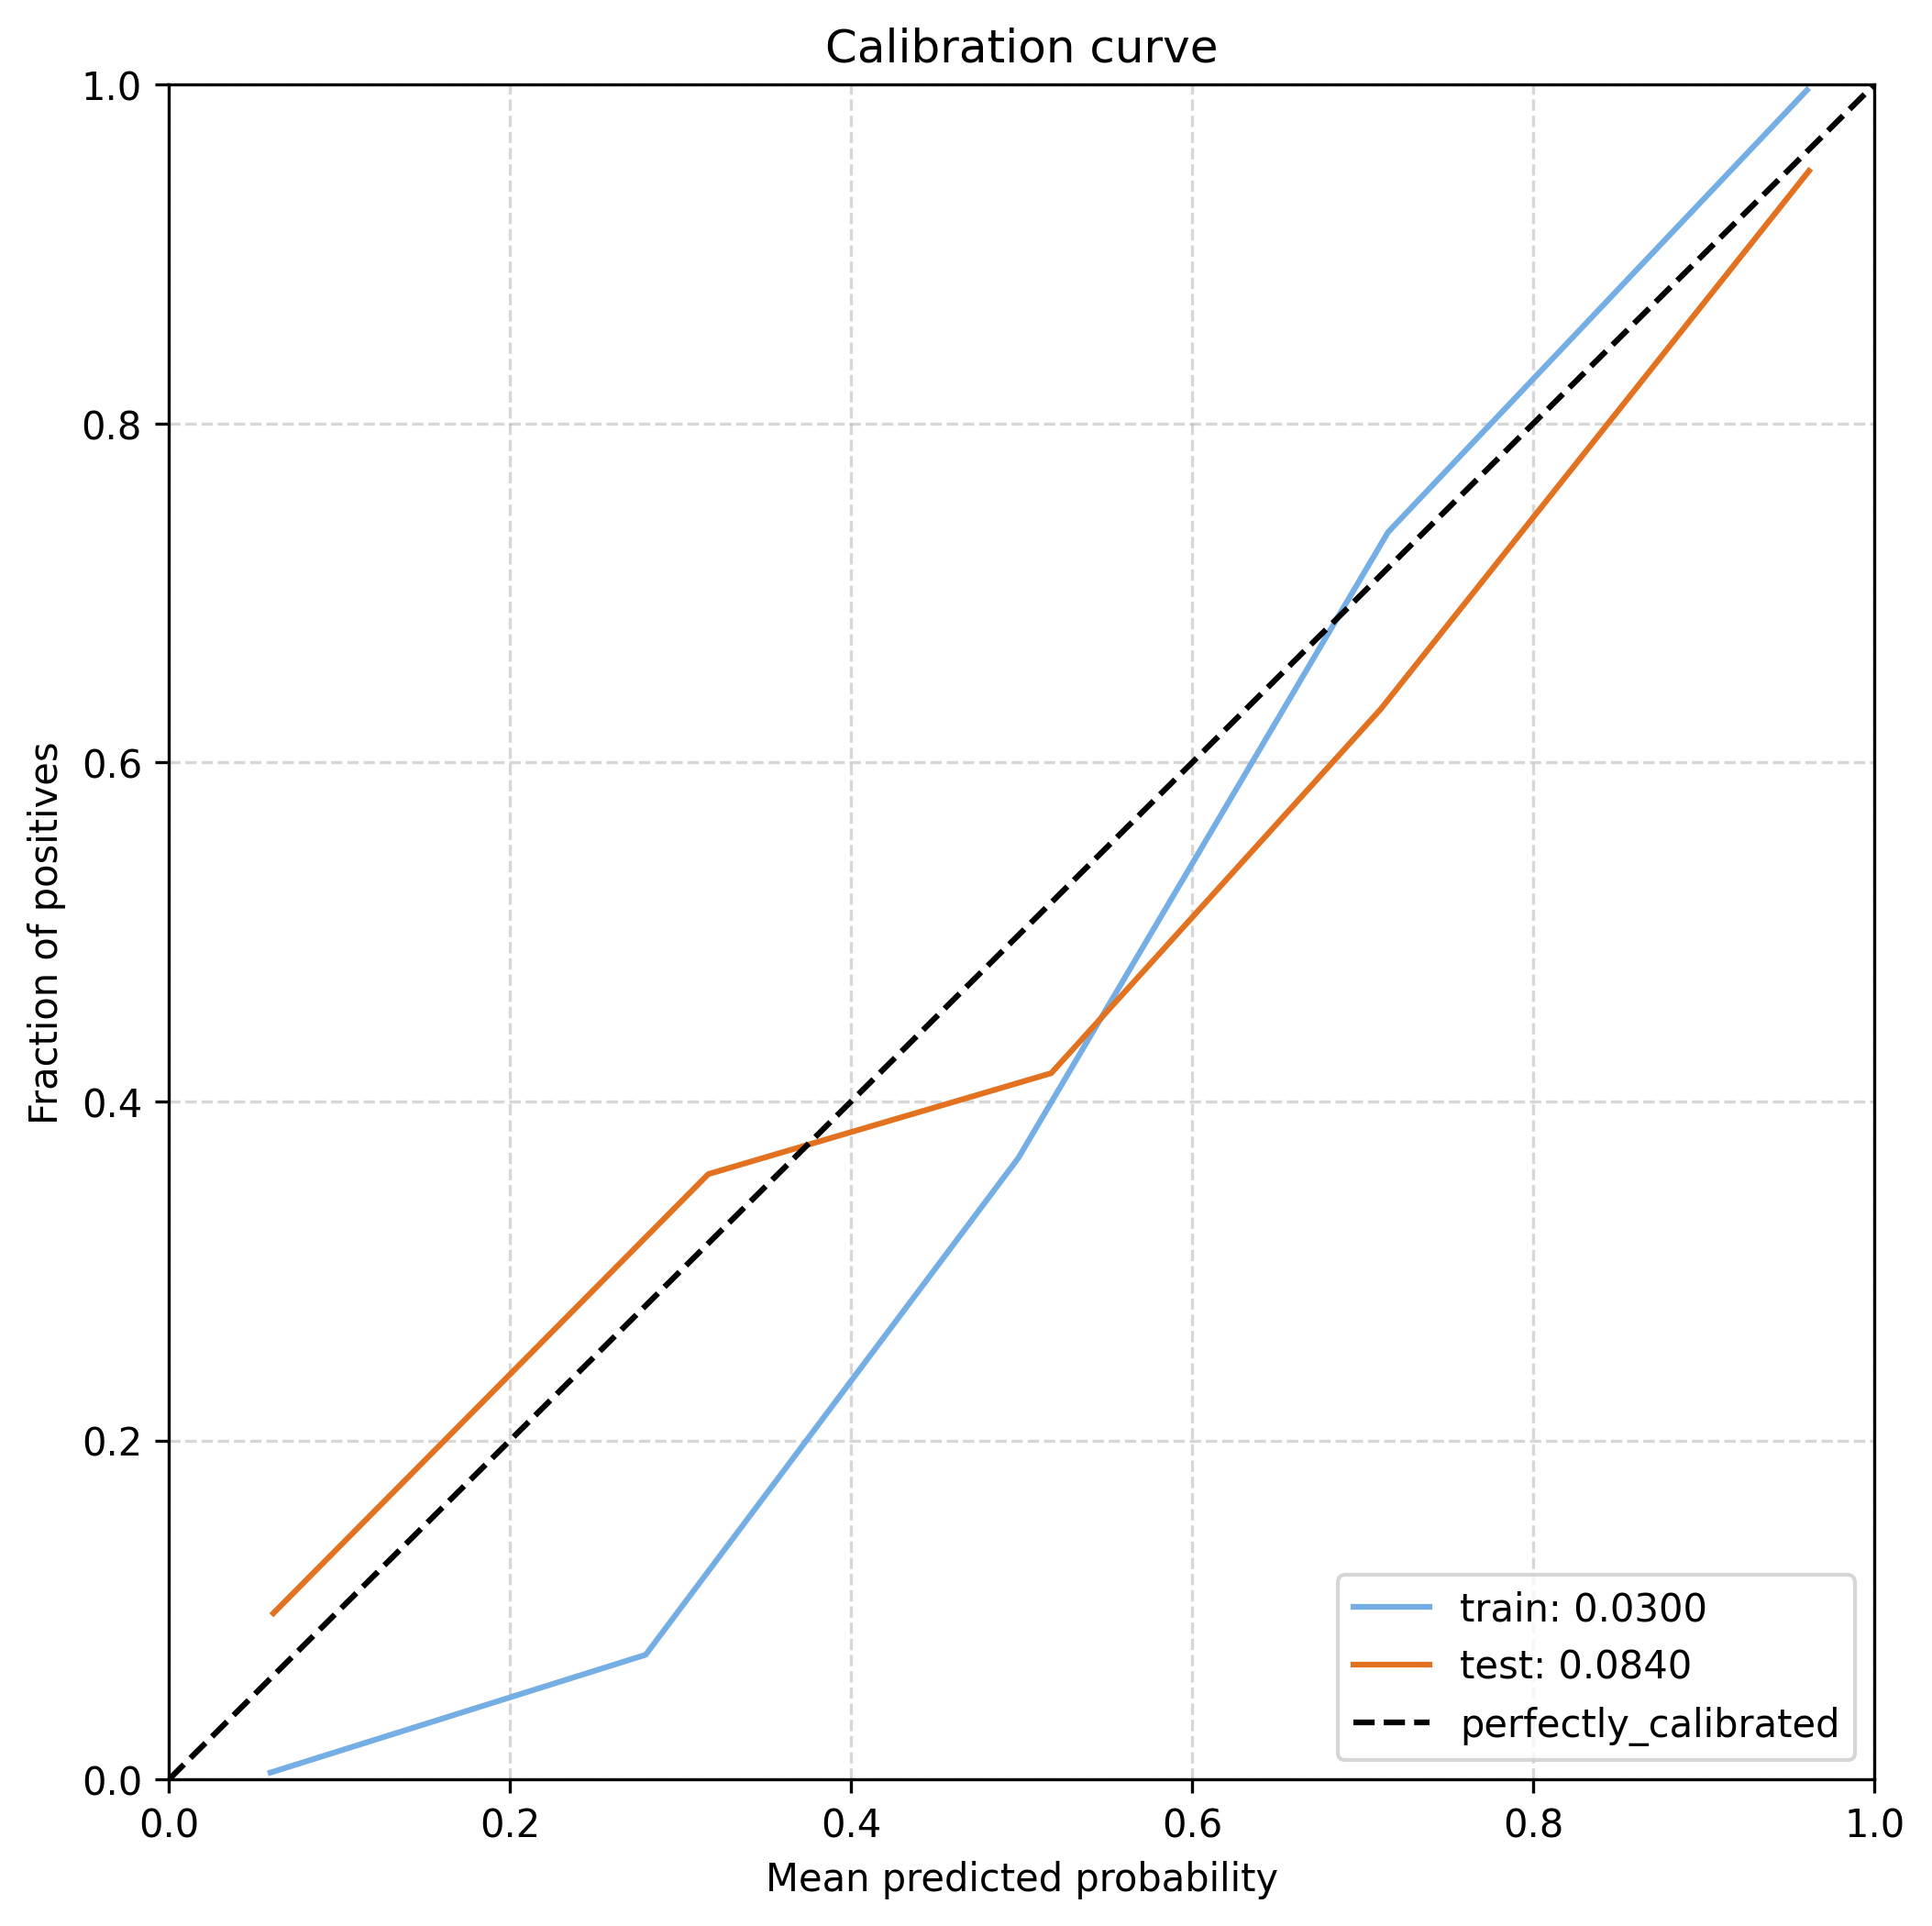 Calibration curve
1.0
0.8
0.6
0.4
0.2
0.0
Fraction of positives
0.0 0.2 0.4 0.6 0.8 1.0
Mean predicted probability
train: 0.0300
test: 0.0840
perfectly_calibrated